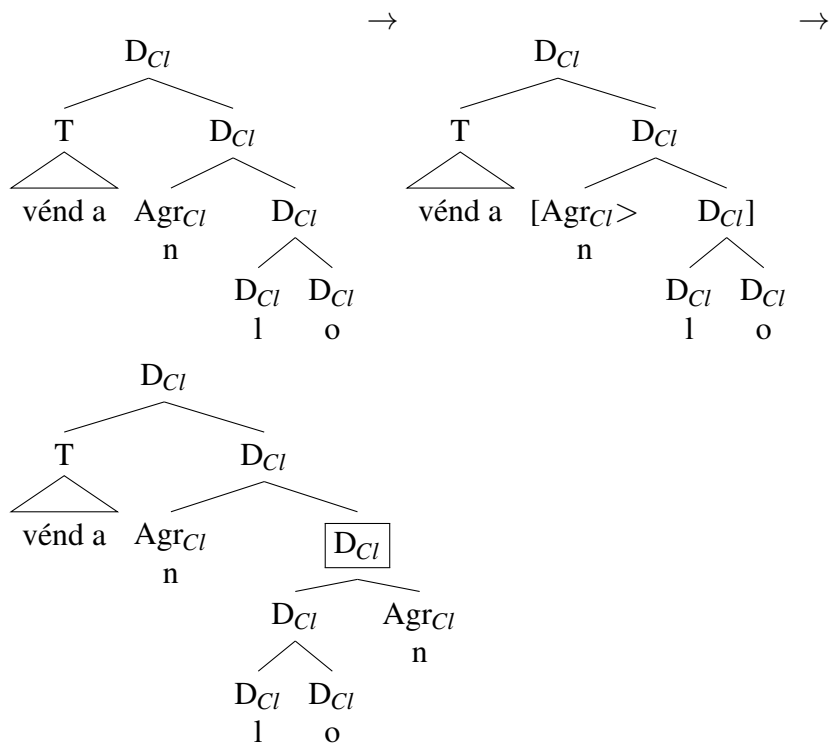 → →
D_Cl D_Cl
T D_Cl T D_Cl
vénd a Agr_Cl D_Cl vénd a [Agr_Cl> D_Cl]
n n
D_Cl D_Cl D_Cl D_Cl
l o l o
D_Cl
T D_Cl
vénd a Agr_Cl D_Cl
n
D_Cl Agr_Cl
n
D_Cl D_Cl
l o